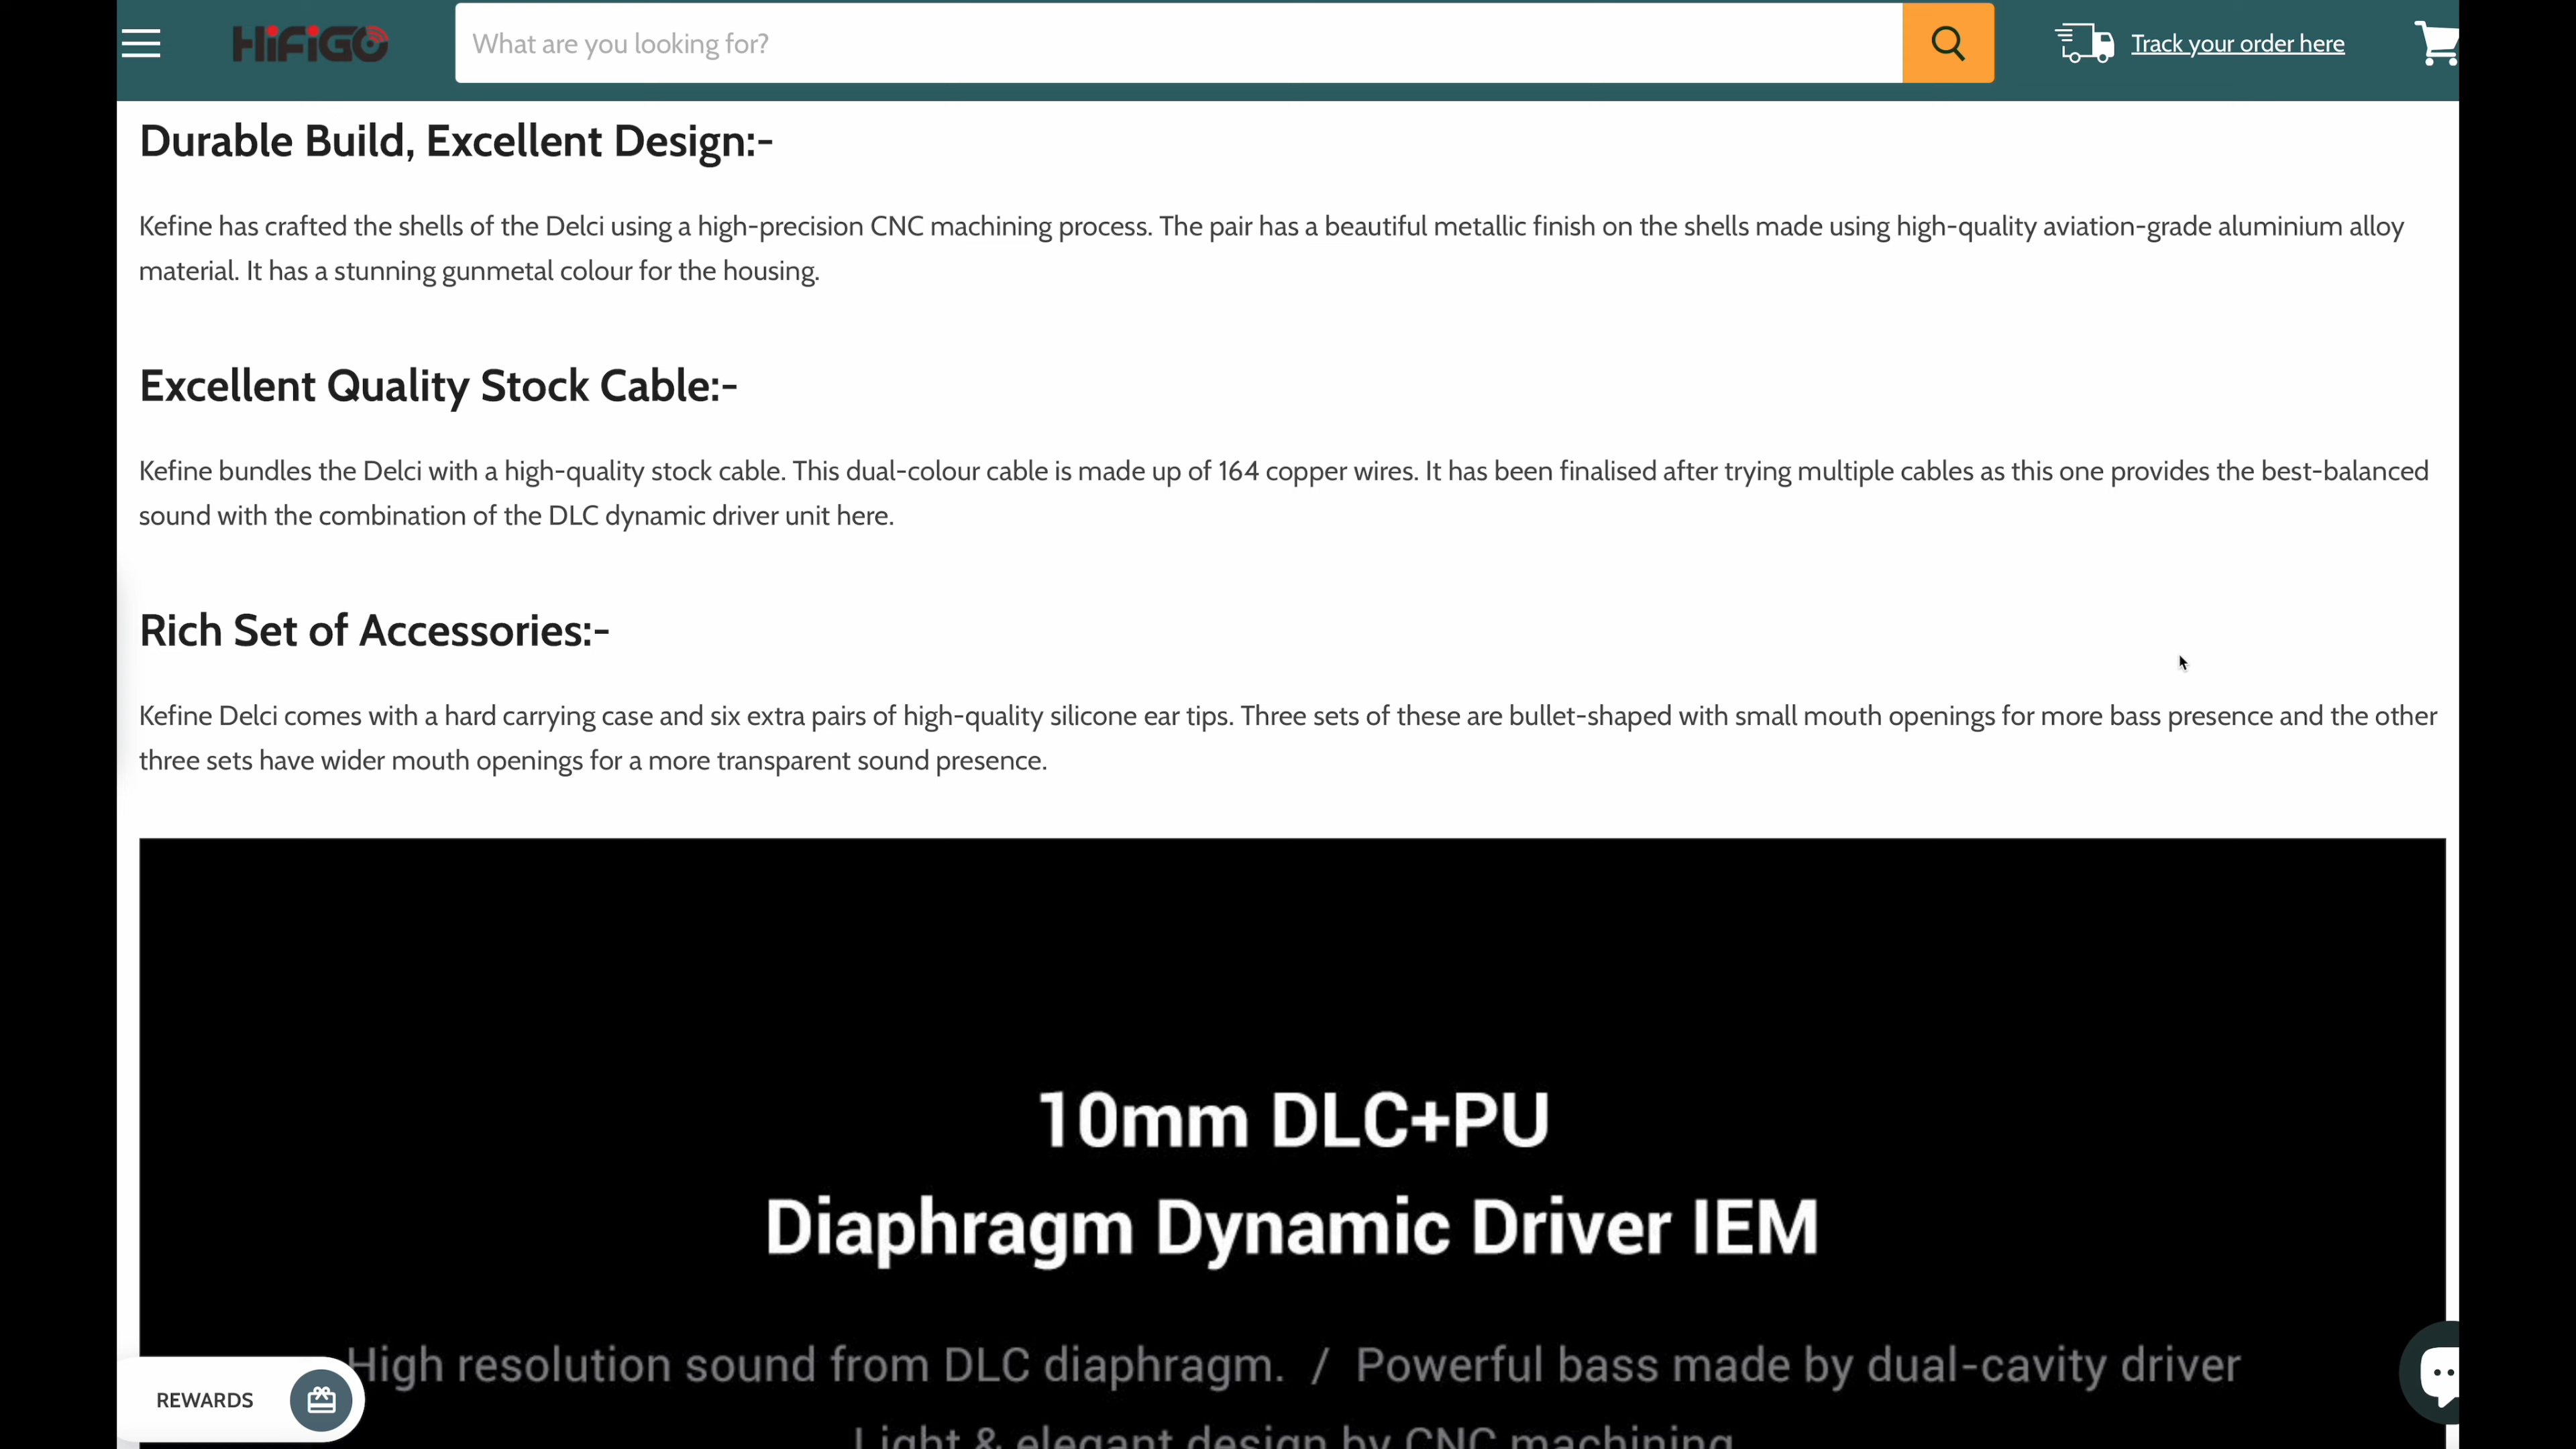 HiFiGO
What are you looking for?
Track your order here
Durable Build, Excellent Design:-
Kefine has crafted the shells of the Delci using a high-precision CNC machining process. The pair has a beautiful metallic finish on the shells made using high-quality aviation-grade aluminium alloy
material. It has a stunning gunmetal colour for the housing.
Excellent Quality Stock Cable:-
Kefine bundles the Delci with a high-quality stock cable. This dual-colour cable is made up of 164 copper wires. It has been finalised after trying multiple cables as this one provides the best-balanced
sound with the combination of the DLC dynamic driver unit here.
Rich Set of Accessories:-
Kefine Delci comes with a hard carrying case and six extra pairs of high-quality silicone ear tips. Three sets of these are bullet-shaped with small mouth openings for more bass presence and the other
three sets have wider mouth openings for a more transparent sound presence.
10mm DLC+PU
Diaphragm Dynamic Driver IEM
High resolution sound from DLC diaphragm. / Powerful bass made by dual-cavity driver
REWARDS
Light & elegant design by CNC machining